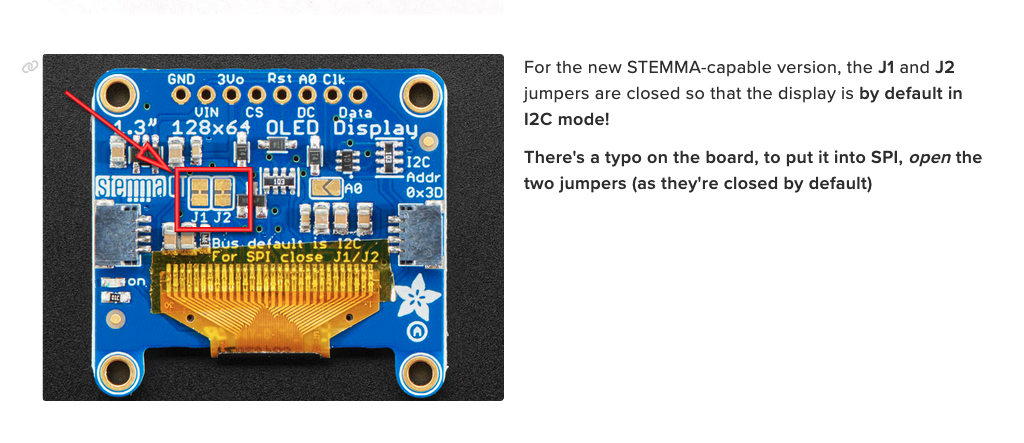 GND 3Vo Rst A0 Clk
VIN CS DC Data
1.3” 128x64 OLED Display
I2C
Addr
0x3D
stemma
A0
J1 J2
Bus default is I2C
For SPI close J1/J2
on
For the new STEMMA-capable version, the J1 and J2
jumpers are closed so that the display is by default in
I2C mode!
There's a typo on the board, to put it into SPI, open the
two jumpers (as they're closed by default)